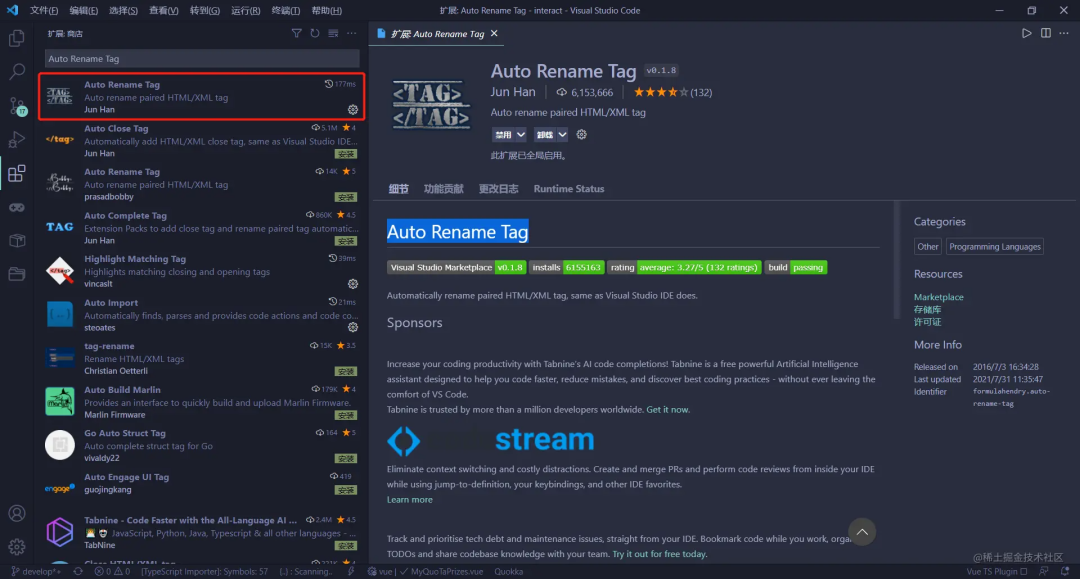 文件(F) 编辑(E) 选择(S) 查看(V) 转到(G) 运行(R) 终端(T) 帮助(H)
扩展: Auto Rename Tag - interact - Visual Studio Code
扩展: 商店
Auto Rename Tag
Auto Rename Tag 177ms
Auto rename paired HTML/XML tag
Jun Han
Auto Close Tag 5.1M 4
Automatically add HTML/XML close tag, same as Visual Studio IDE...
Jun Han 安装
Auto Rename Tag 14K 5
Auto rename paired HTML/XML tag
prasadbobby 安装
Auto Complete Tag 660K 4.5
Extension Packs to add close tag and rename paired tag automatic...
Jun Han 安装
Highlight Matching Tag 39ms
Highlights matching closing and opening tags
vincaslt
Auto Import 21ms
Automatically finds, parses and provides code actions and code co...
steoates
tag-rename 15K 3.5
Rename HTML/XML tags
Christian Oetterli 安装
Auto Build Marlin 179K 4
Provides an interface to quickly build and upload Marlin Firmware.
Marlin Firmware 安装
Go Auto Struct Tag 164 5
Auto complete struct tag for Go
vivaldy22 安装
Auto Engage UI Tag 419
guojingkang 安装
Tabnine - Code Faster with the All-Language AI ... 2.4M 4.5
JavaScript, Python, Java, Typescript & all other languages - ...
TabNine 安装
</tag>
TAG
engage
扩展: Auto Rename Tag
<TAG>
</TAG>
Auto Rename Tag v0.1.8
Jun Han 6,153,666 (132)
Auto rename paired HTML/XML tag
禁用 卸载
此扩展已全局启用。
细节 功能贡献 更改日志 Runtime Status
Auto Rename Tag
Visual Studio Marketplace v0.1.8 installs 6155163 rating average: 3.27/5 (132 ratings) build passing
Automatically rename paired HTML/XML tag, same as Visual Studio IDE does.
Sponsors
Increase your coding productivity with Tabnine's AI code completions! Tabnine is a free powerful Artificial Intelligence
assistant designed to help you code faster, reduce mistakes, and discover best coding practices - without ever leaving the
comfort of VS Code.
Tabnine is trusted by more than a million developers worldwide. Get it now.
stream
Eliminate context switching and costly distractions. Create and merge PRs and perform code reviews from inside your IDE
while using jump-to-definition, your keybindings, and other IDE favorites.
Learn more
Track and prioritise tech debt and maintenance issues, straight from your IDE. Bookmark code while you work, orga
TODOs and share codebase knowledge with your team. Try it out for free today.
Categories
Other Programming Languages
Resources
Marketplace
存储库
许可证
More Info
Released on 2016/7/3 16:34:28
Last updated 2021/7/31 11:35:47
Identifier formulahendry.auto-
rename-tag
@稀土掘金技术社区
17
develop*+ 0 0 [TypeScript Importer]: Symbols: 57 {..} : Scanning.. vue | MyQuoTaPrizes.vue Quokka Vue TS Plugin